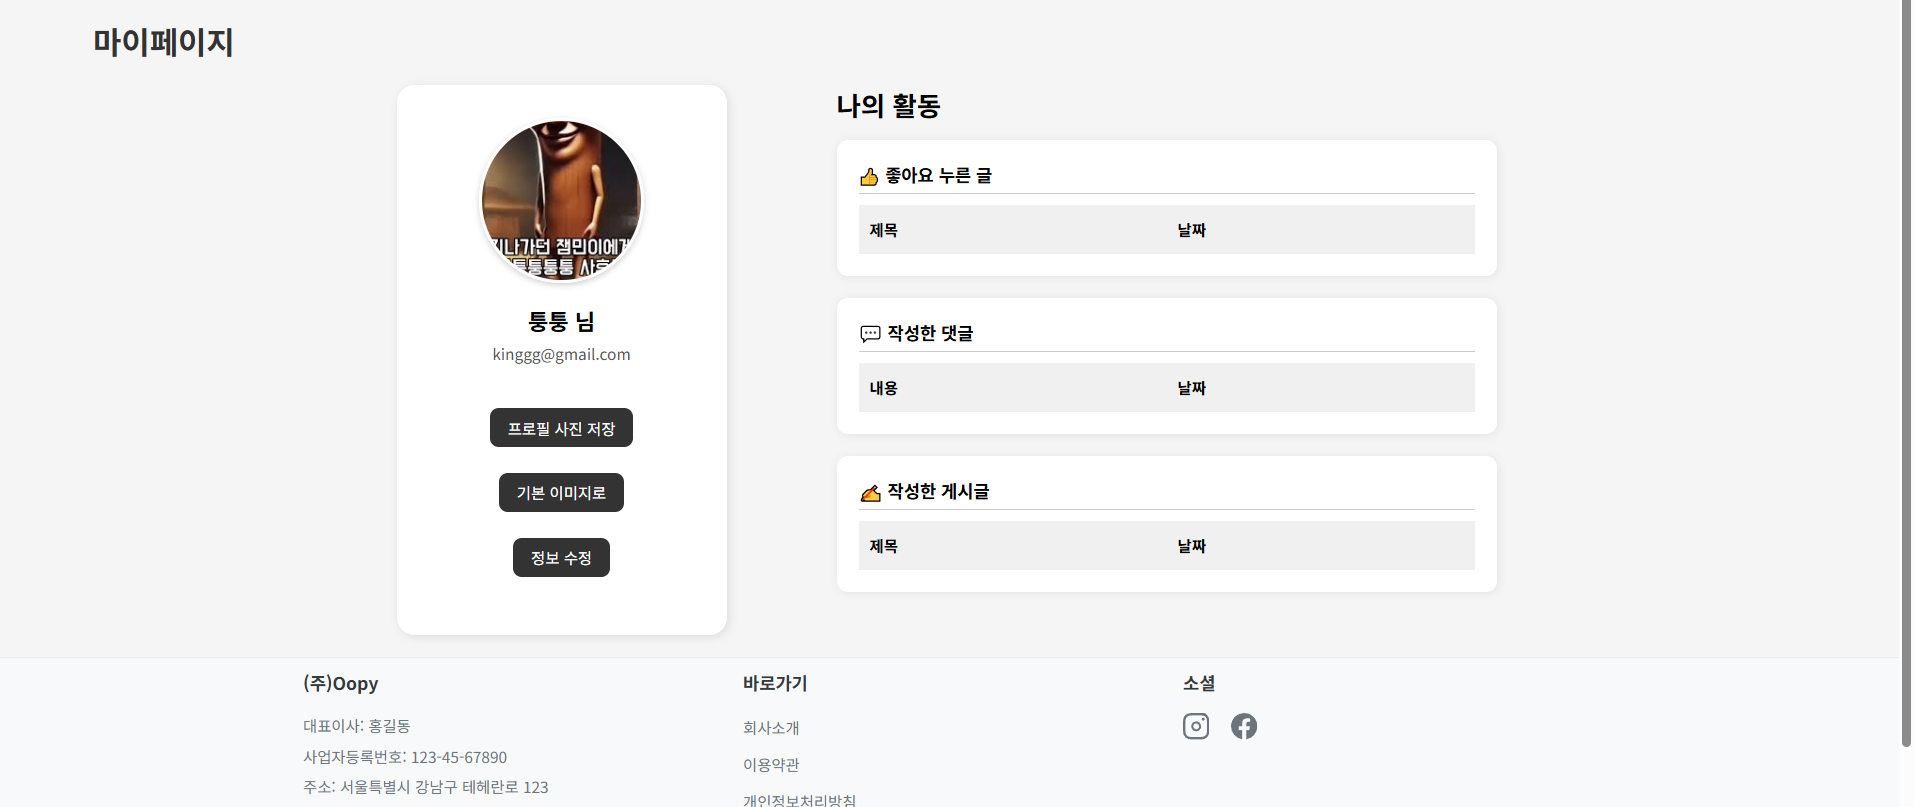 마이페이지
지나가던 잼민이에게
퉁퉁퉁퉁
퉁퉁 님
kinggg@gmail.com
프로필 사진 저장
기본 이미지로
정보 수정
나의 활동
👍 좋아요 누른 글
제목 날짜
💬 작성한 댓글
내용 날짜
✍ 작성한 게시글
제목 날짜
(주)Oopy
대표이사: 홍길동
사업자등록번호: 123-45-67890
주소: 서울특별시 강남구 테헤란로 123
바로가기
회사소개
이용약관
개인정보처리방침
소셜